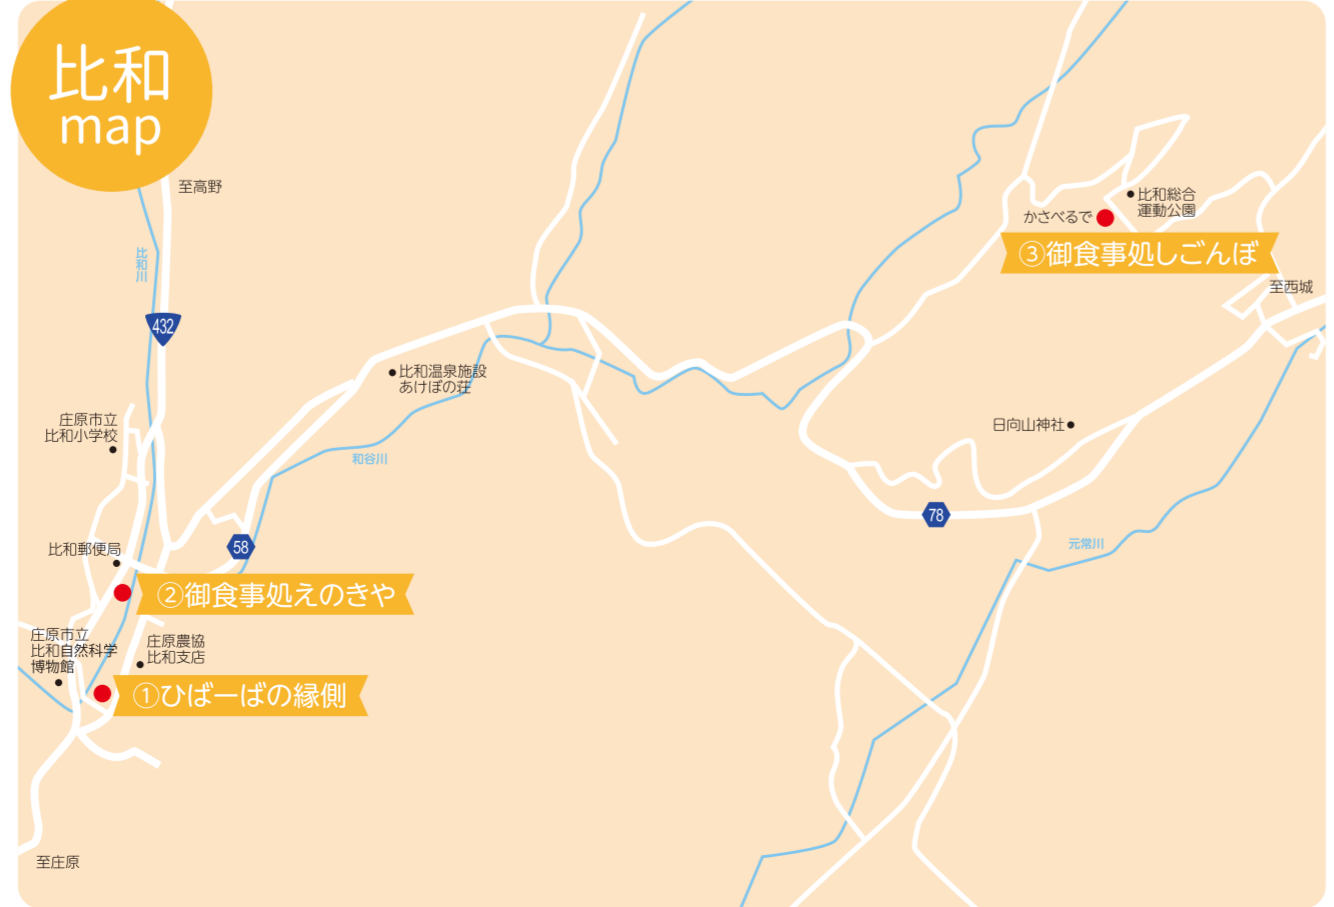 比和
map
至高野
比和川
432
比和総合
運動公園
かさべるで
③御食事処しごんぼ
至西城
比和温泉施設
あけぼの荘
庄原市立
比和小学校
日向山神社
和谷川
78
58
元常川
比和郵便局
②御食事処えのきや
庄原市立
比和自然科学
博物館
庄原農協
比和支店
①ひばーばの縁側
至庄原